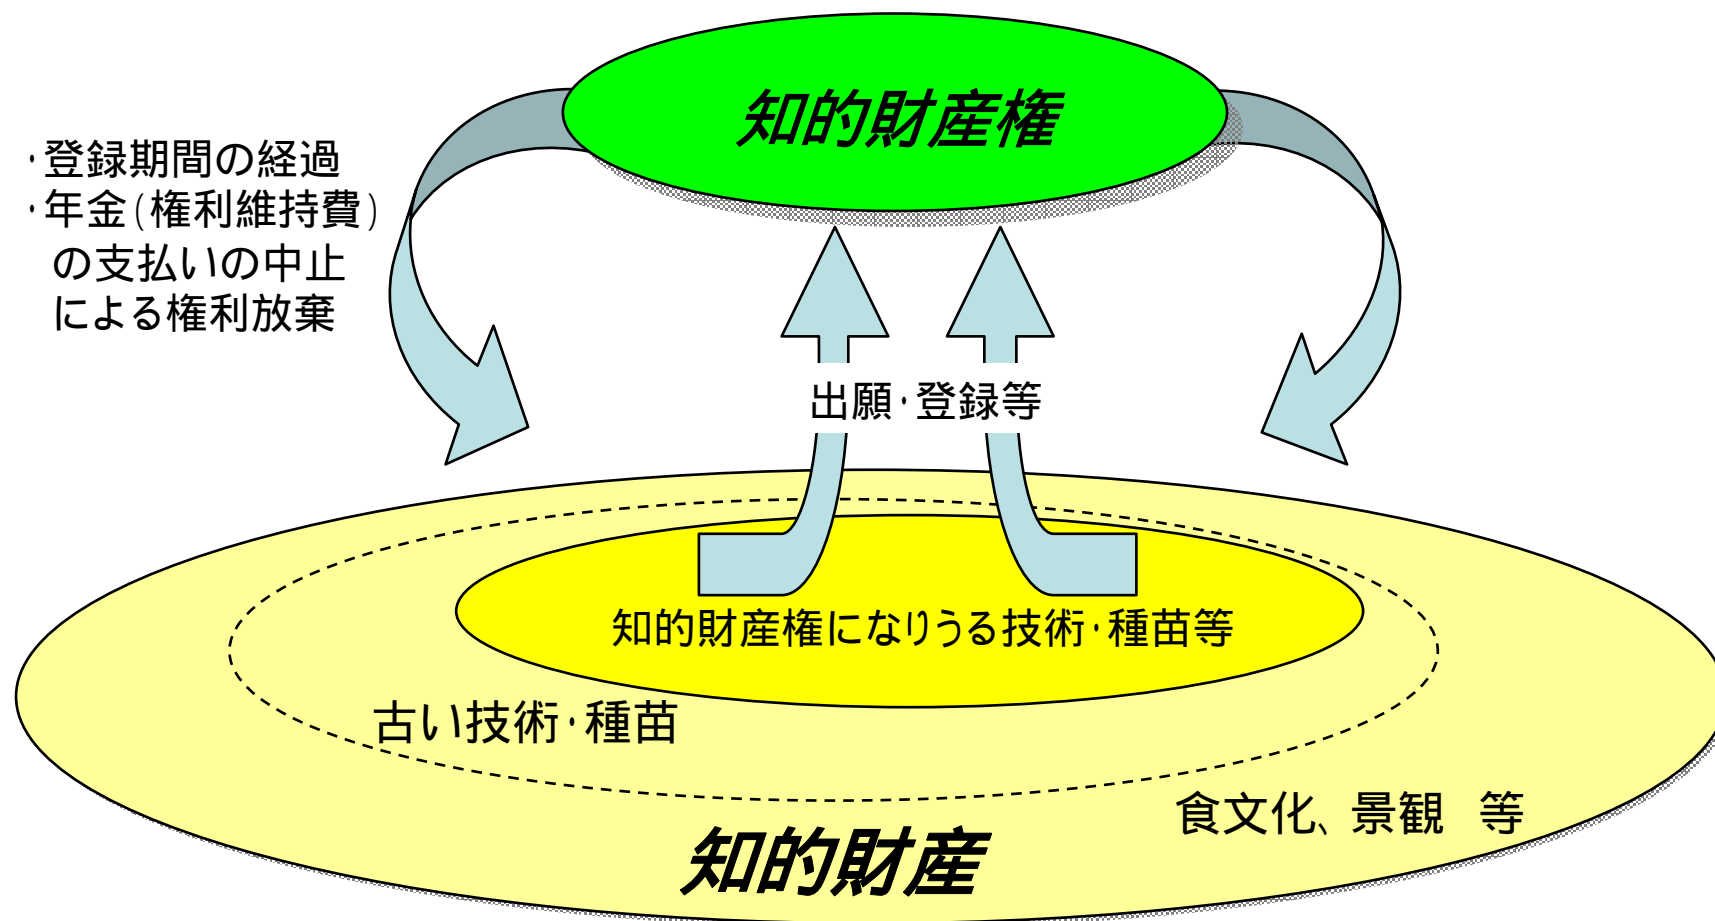 知的財産権
・登録期間の経過
・年金(権利維持費)
の支払いの中止
による権利放棄
出願・登録等
知的財産権になりうる技術・種苗等
古い技術・種苗
食文化、景観　等
知的財産